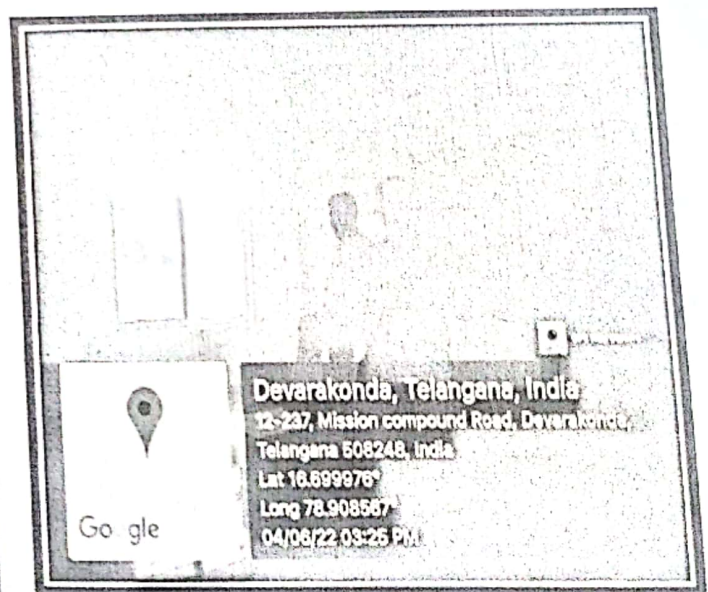 Devarakonda, Telangana, India
12-237, Mission compound Road, Devarakonda,
Telangana 508248, India
Lat 16.699976°
Long 78.908567°
04/06/22 03:25 PM
Google